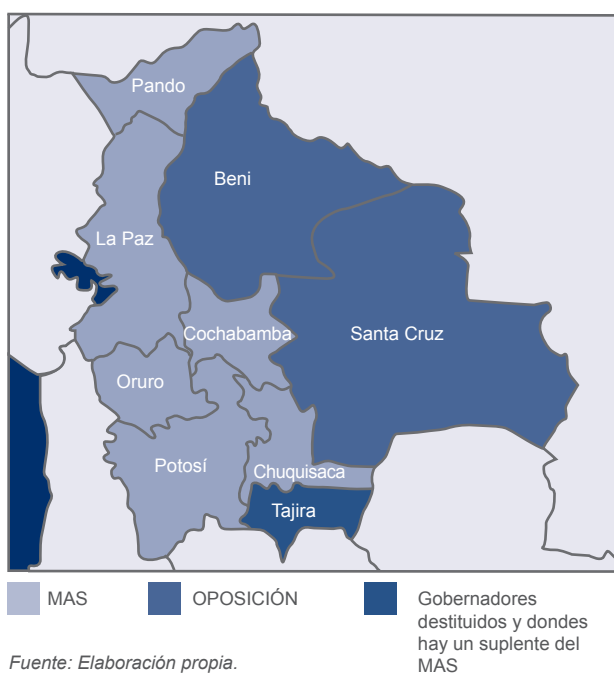 Pando
Beni
La Paz
Cochabamba
Santa Cruz
Oruro
Potosí
Chuquisaca
Tajira
MAS
OPOSICIÓN
Gobernadores
destituidos y dondes
hay un suplente del
MAS
Fuente: Elaboración propia.